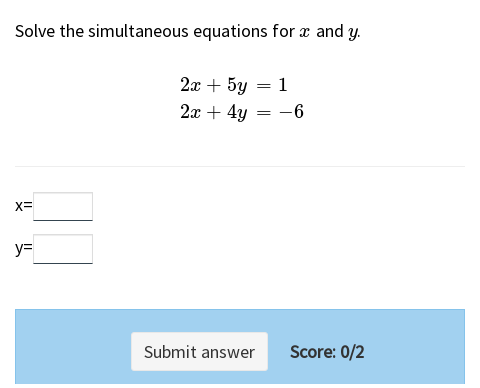 Solve the simultaneous equations for x and y.
2x + 5y = 1
2x + 4y = −6
x=
y=
Submit answer Score: 0/2